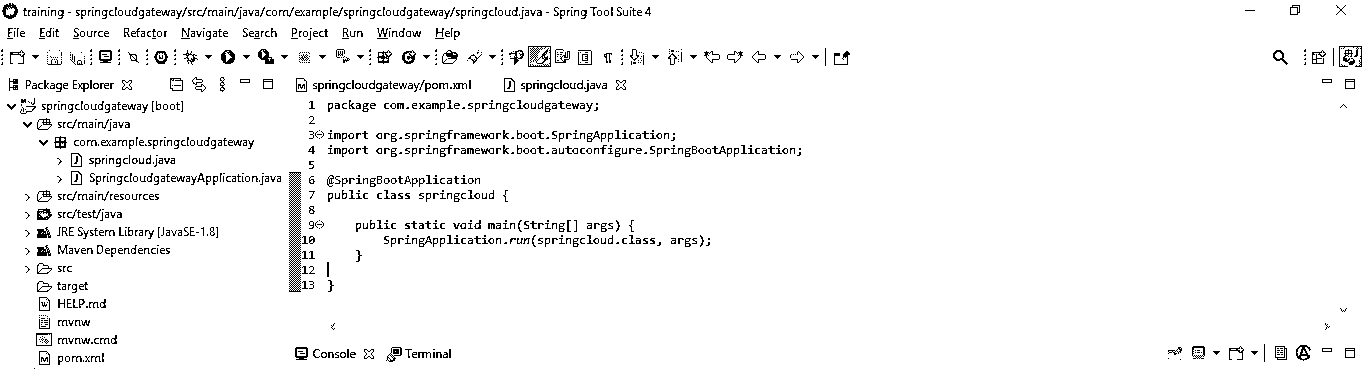 training - springcloudgateway/src/main/java/com/example/springcloudgateway/springcloud.java - Spring Tool Suite 4
File Edit Source Refactor Navigate Search Project Run Window Help
Package Explorer
springcloudgateway [boot]
src/main/java
com.example.springcloudgateway
springcloud.java
SpringcloudgatewayApplication.java
src/main/resources
src/test/java
JRE System Library [JavaSE-1.8]
Maven Dependencies
src
target
HELP.md
mvnw
mvnw.cmd
pom.xml
springcloudgateway/pom.xml springcloud.java
1 package com.example.springcloudgateway;
2
3 import org.springframework.boot.SpringApplication;
4 import org.springframework.boot.autoconfigure.SpringBootApplication;
5
6 @SpringBootApplication
7 public class springcloud {
8
9 public static void main(String[] args) {
10 SpringApplication.run(springcloud.class, args);
11 }
12
13 }
Console Terminal